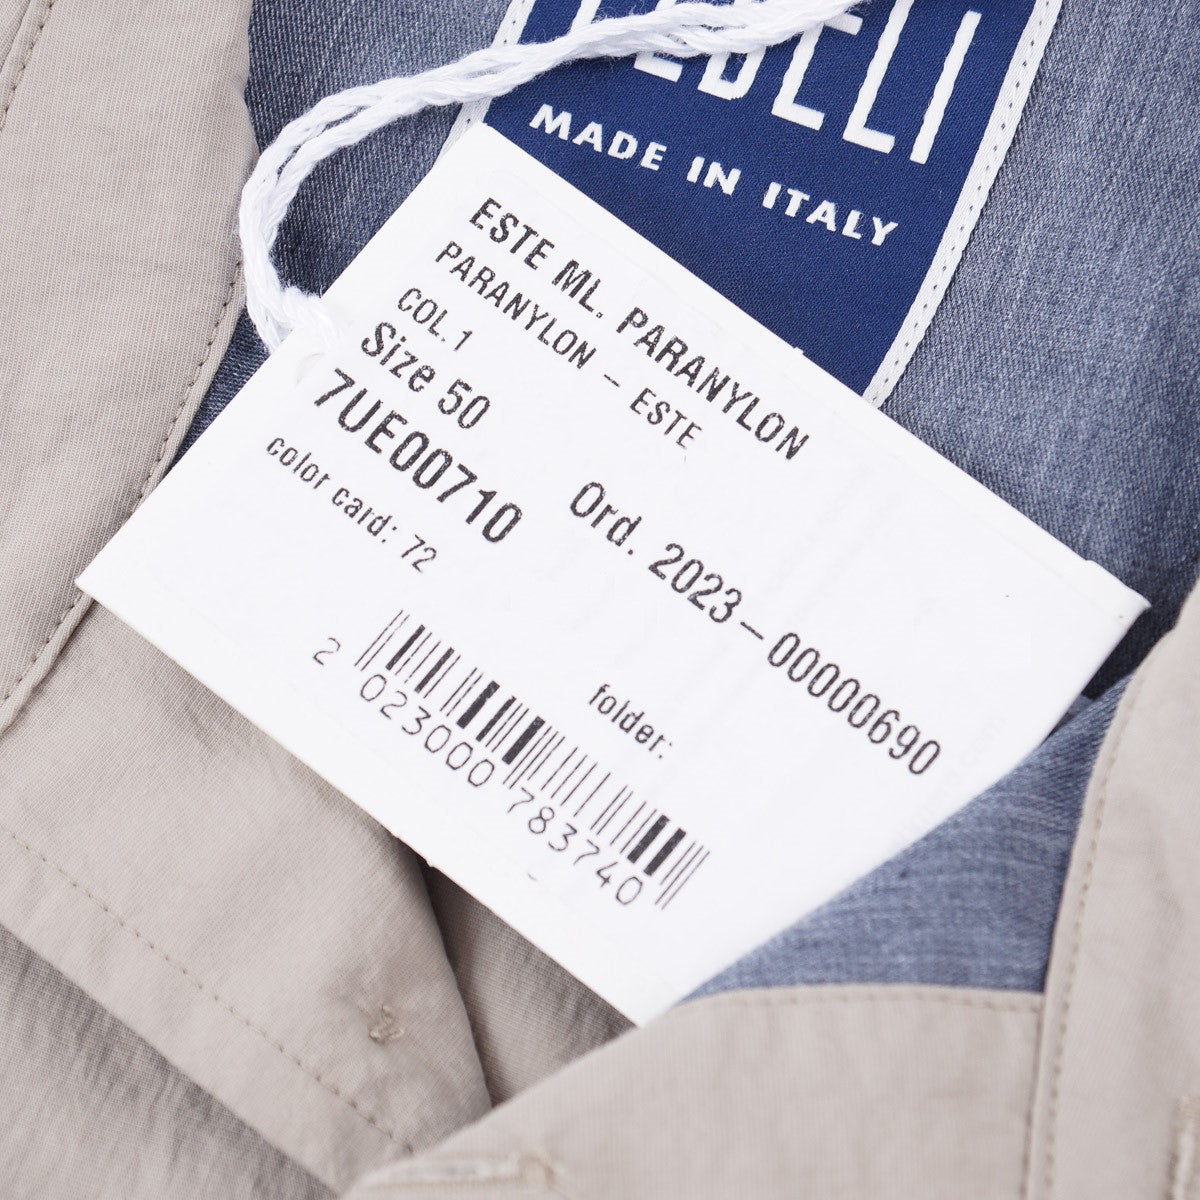 MADE IN ITALY
ESTE ML. PARANYLON
PARANYLON - ESTE
COL.1
Size 50
7UE00710
Ord. 2023-00000690
color card: 72
folder:
2 023000 783740